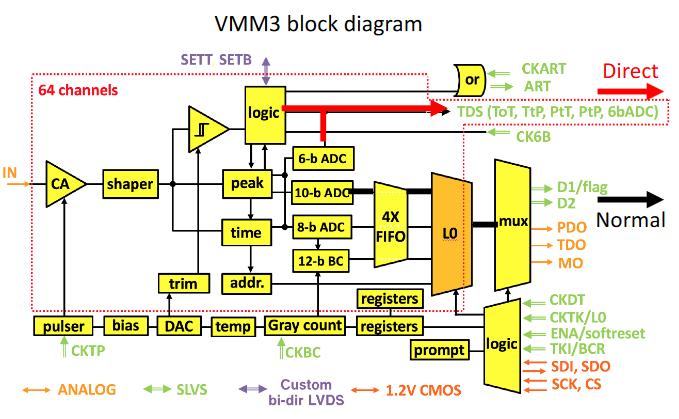 VMM3 block diagram
SETT SETB
64 channels
or
CKART
ART
Direct
logic
TDS (ToT, TtP, PtT, PtP, 6bADC)
CK6B
6-b ADC
IN
CA
shaper
peak
10-b ADC
D1/flag
D2
Normal
time
8-b ADC
4X
FIFO
L0
mux
PDO
TDO
MO
12-b BC
trim
addr.
registers
pulser
bias
DAC
temp
Gray count
registers
CKTP
CKBC
prompt
logic
CKDT
CKTK/L0
ENA/softreset
TKI/BCR
SDI, SDO
SCK, CS
ANALOG
SLVS
Custom
bi-dir LVDS
1.2V CMOS